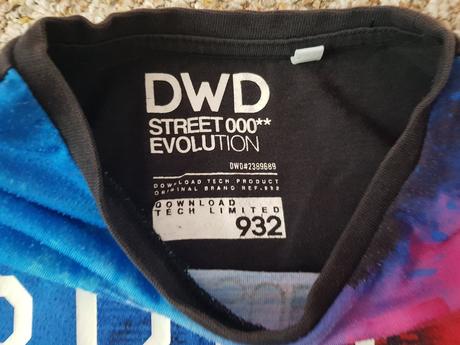 DWD
STREET 000**
EVOLUTION
DWD#2389689
DOWNLOAD TECH PRODUCT
ORIGINAL BRAND REF.932
DOWNLOAD
TECH LIMITED
932